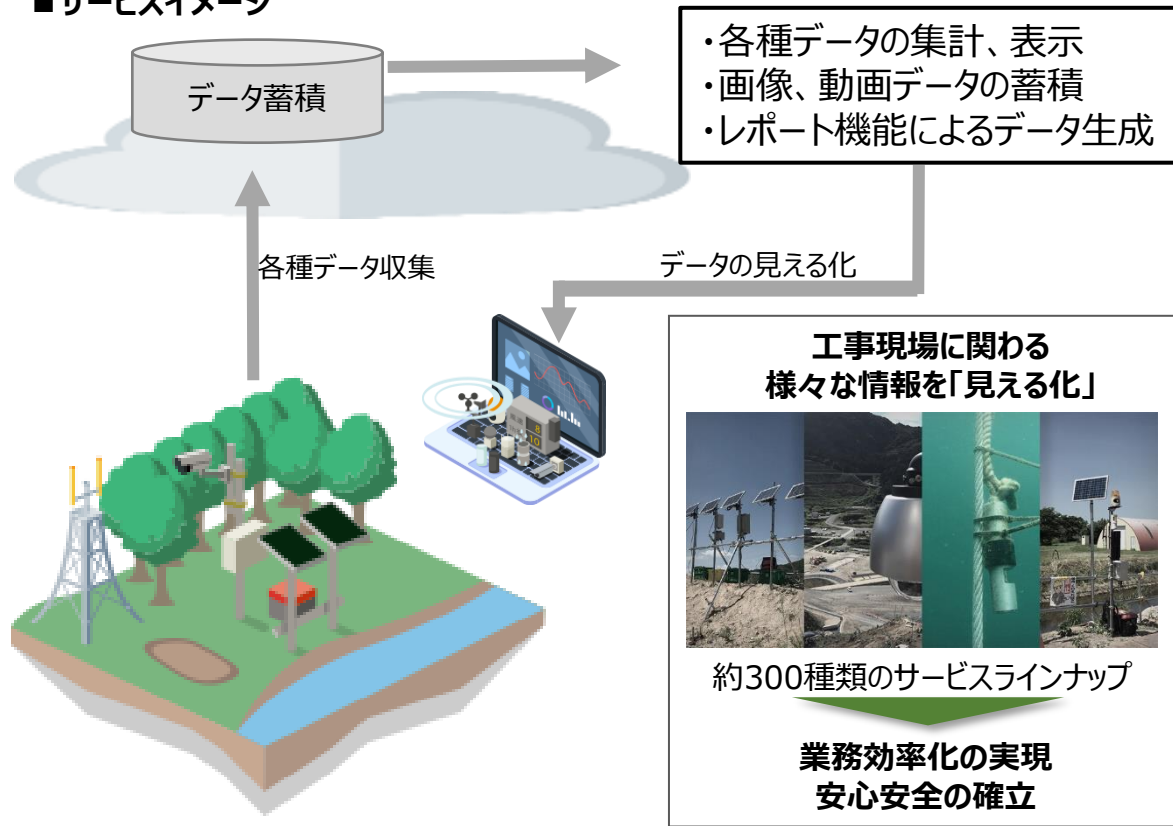 ■サービスイメージ
データ蓄積
・各種データの集計、表示
・画像、動画データの蓄積
・レポート機能によるデータ生成
各種データ収集
データの見える化
8
10
工事現場に関わる
様々な情報を「見える化」
約300種類のサービスラインナップ
業務効率化の実現
安心安全の確立